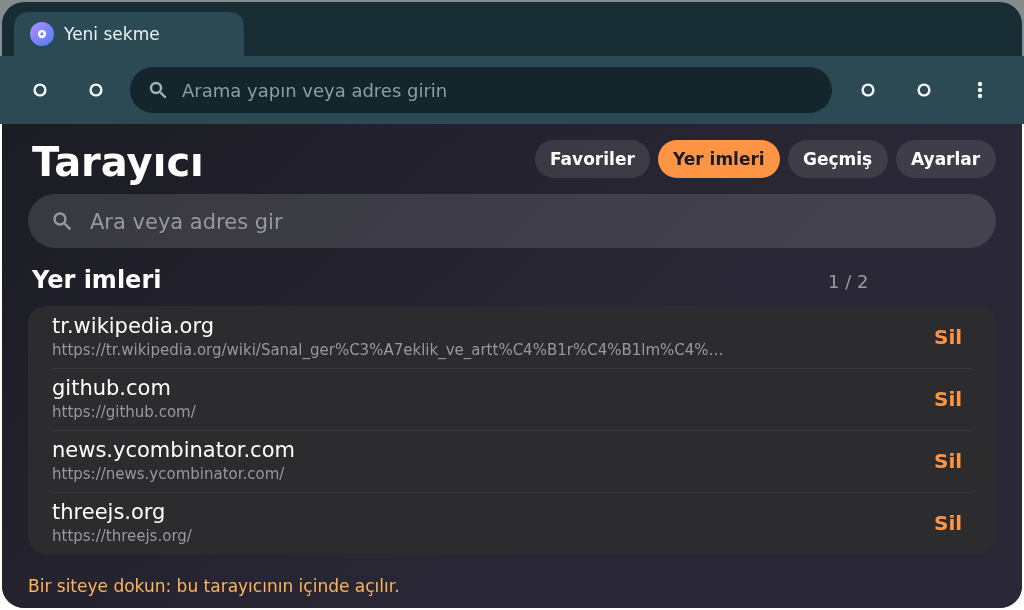 Yeni sekme
Arama yapın veya adres girin
Tarayıcı
Favoriler
Yer imleri
Geçmiş
Ayarlar
Ara veya adres gir
Yer imleri
1 / 2
tr.wikipedia.org
https://tr.wikipedia.org/wiki/Sanal_ger%C3%A7eklik_ve_artt%C4%B1r%C4%B1lm%C4%...
Sil
github.com
https://github.com/
Sil
news.ycombinator.com
https://news.ycombinator.com/
Sil
threejs.org
https://threejs.org/
Sil
Bir siteye dokun: bu tarayıcının içinde açılır.